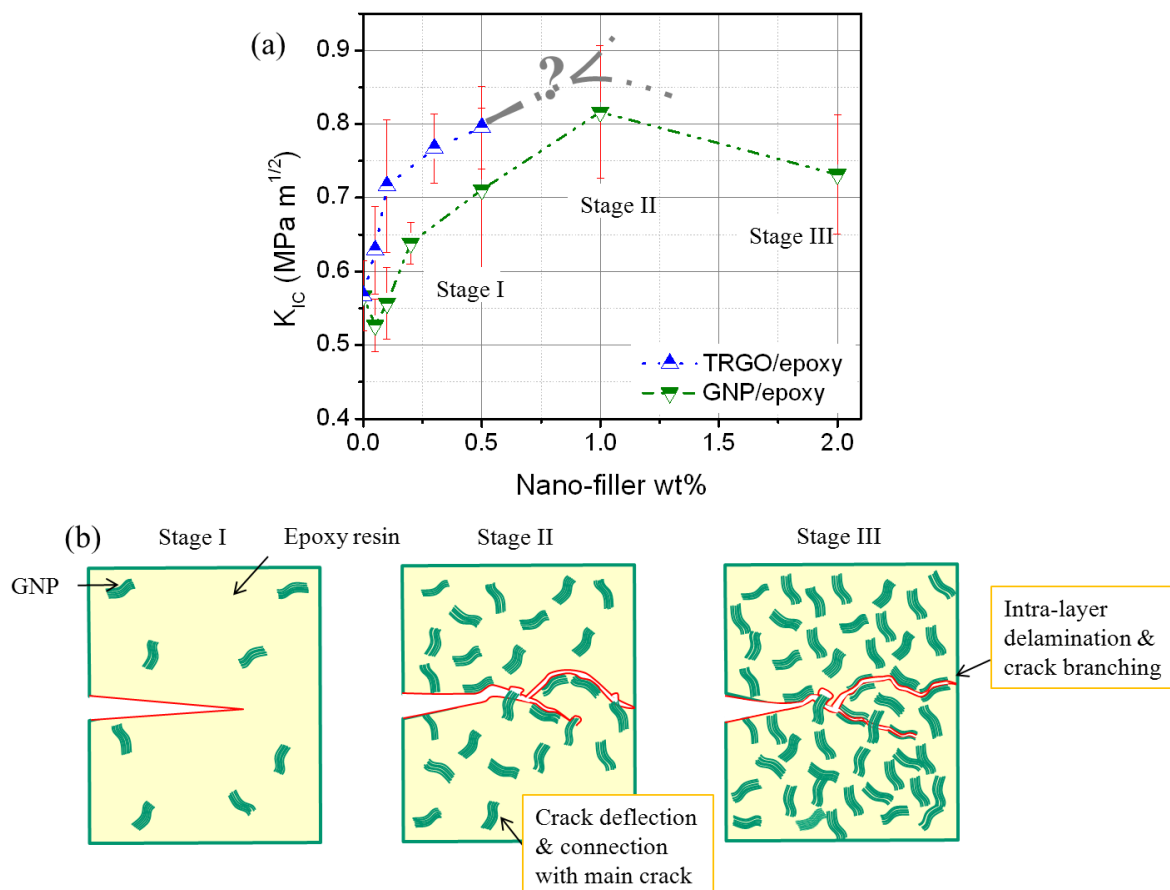 (a)
K_IC (MPa m^1/2)
0.9
0.8
0.7
0.6
0.5
0.4
?
Stage I
Stage II
Stage III
TRGO/epoxy
GNP/epoxy
0.0 0.5 1.0 1.5 2.0
Nano-filler wt%
(b)
Stage I
Epoxy resin
Stage II
Stage III
GNP
Intra-layer
delamination &
crack branching
Crack deflection
& connection
with main crack